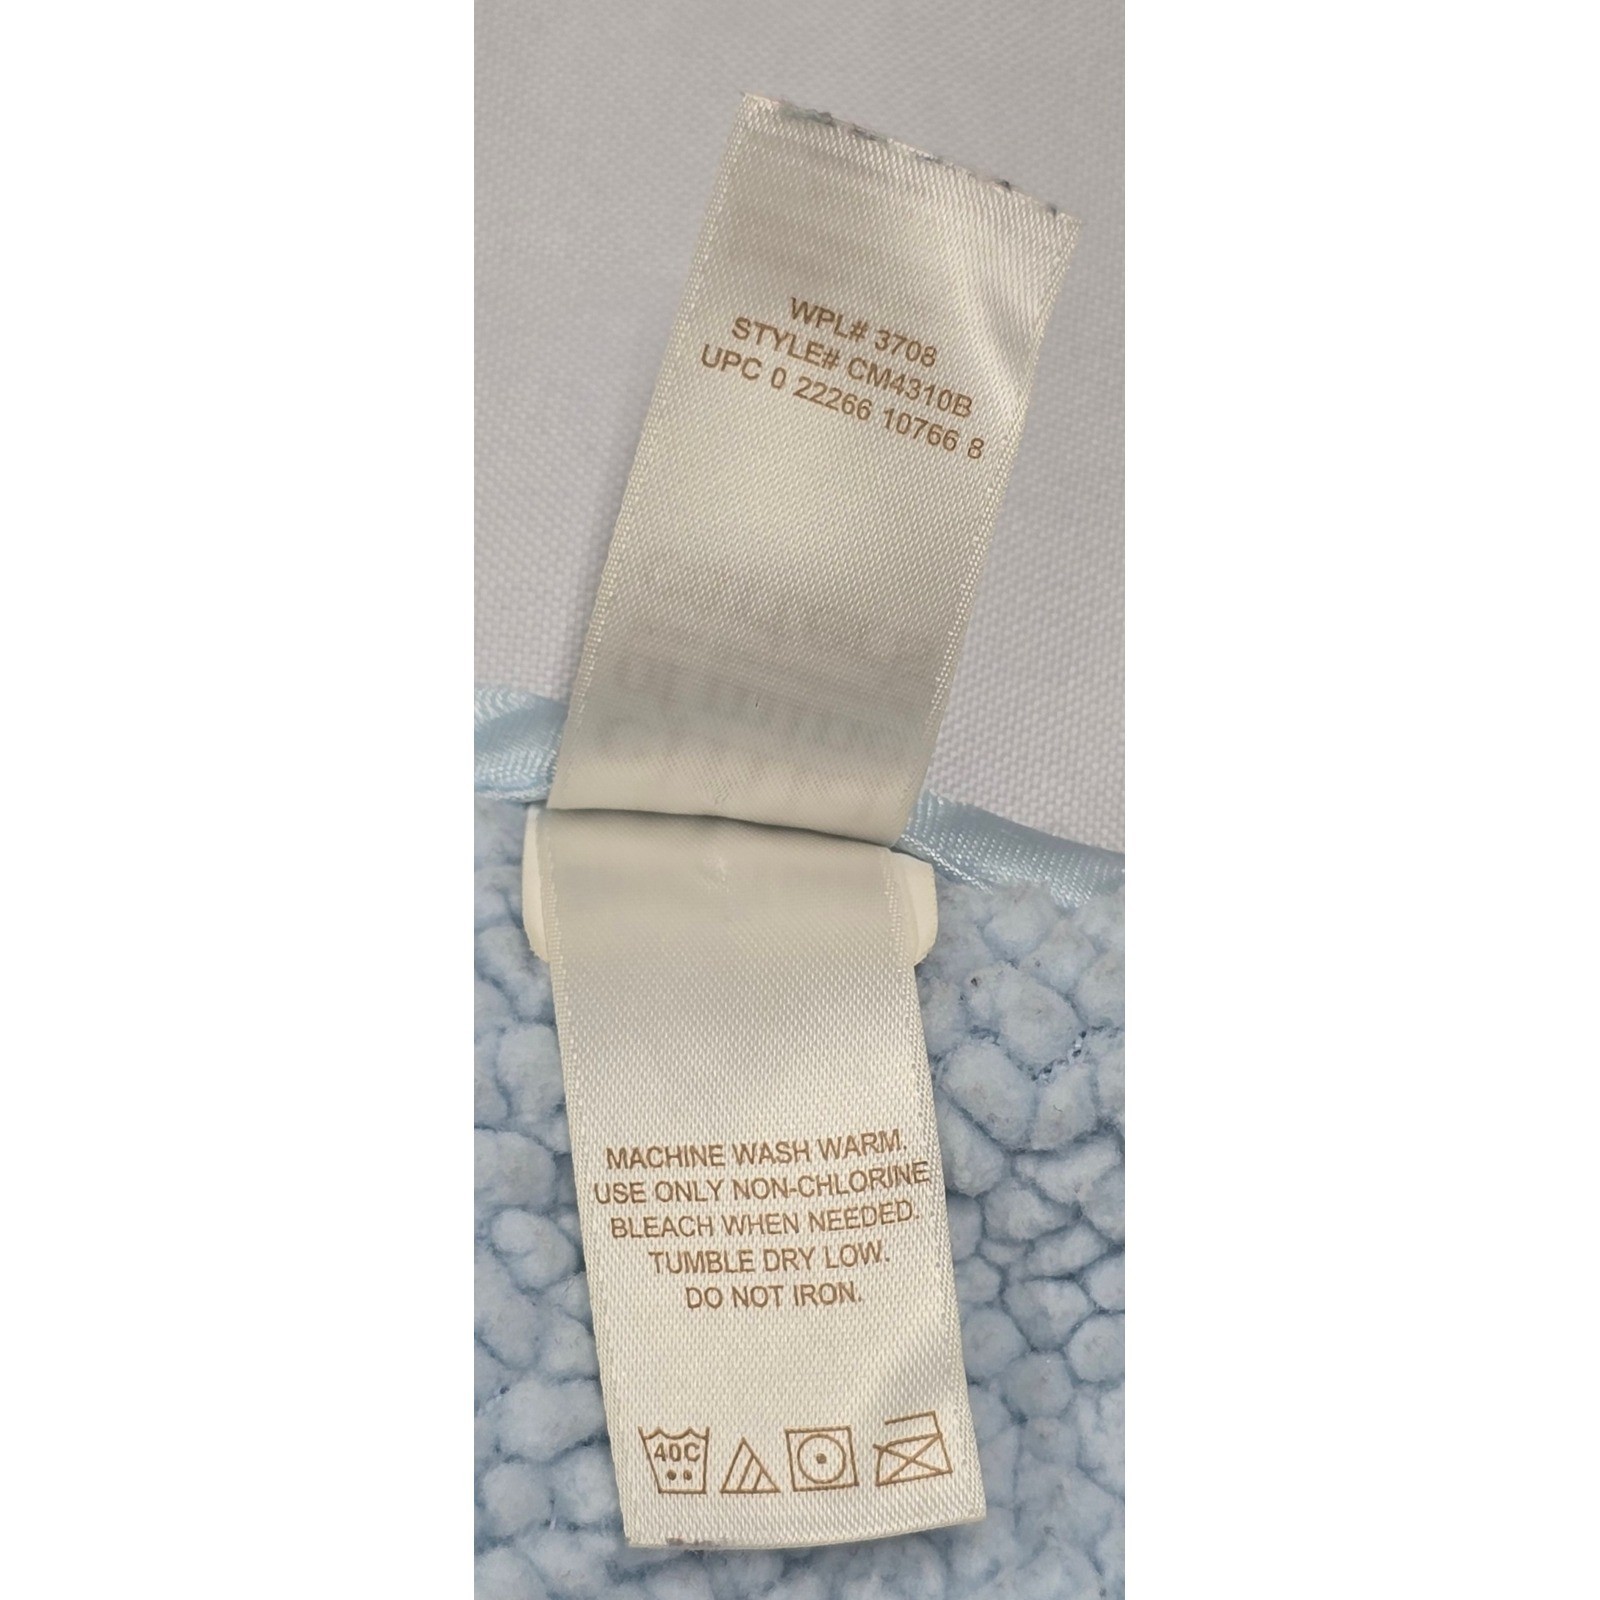 WPL# 3708
STYLE# CM4310B
UPC 0 22266 10766 8
MACHINE WASH WARM.
USE ONLY NON-CHLORINE
BLEACH WHEN NEEDED.
TUMBLE DRY LOW.
DO NOT IRON.
40C